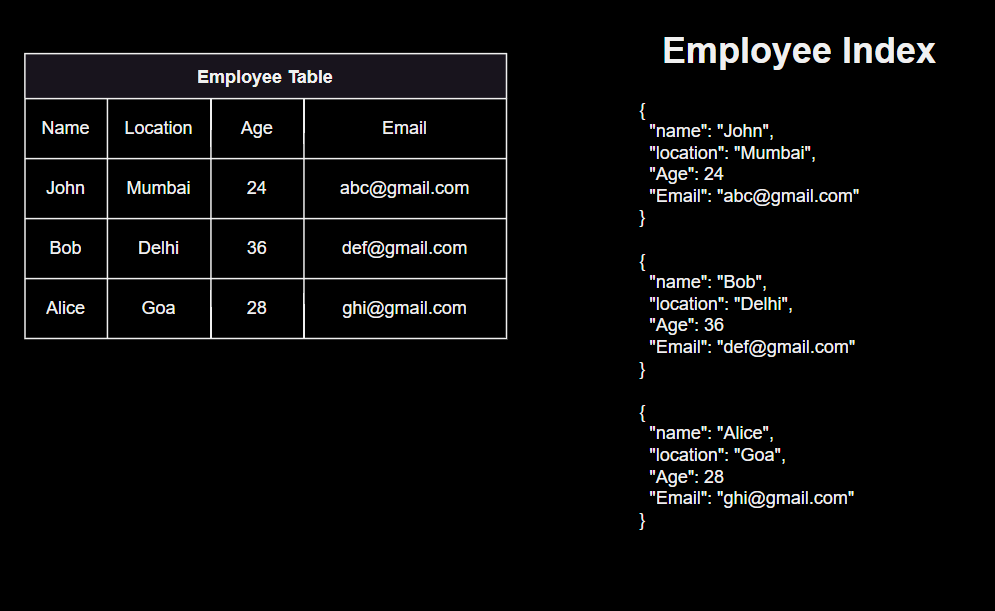 Employee Table
Name Location Age Email
John Mumbai 24 abc@gmail.com
Bob Delhi 36 def@gmail.com
Alice Goa 28 ghi@gmail.com
Employee Index
{
"name": "John",
"location": "Mumbai",
"Age": 24
"Email": "abc@gmail.com"
}
{
"name": "Bob",
"location": "Delhi",
"Age": 36
"Email": "def@gmail.com"
}
{
"name": "Alice",
"location": "Goa",
"Age": 28
"Email": "ghi@gmail.com"
}